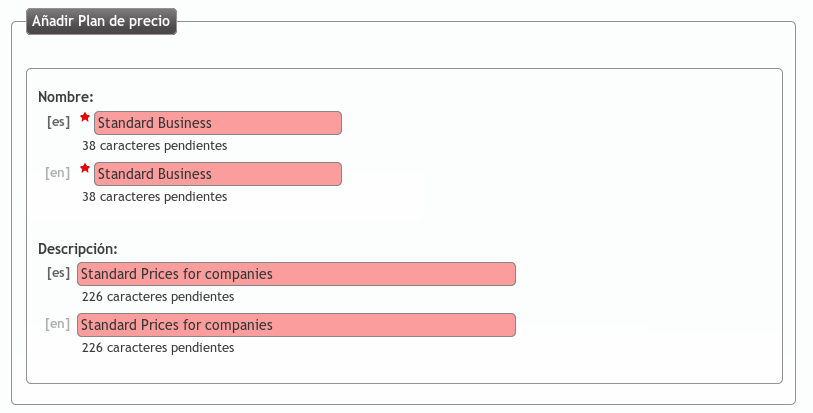 Añadir Plan de precio
Nombre:
[es] Standard Business
38 caracteres pendientes
[en] Standard Business
38 caracteres pendientes
Descripción:
[es] Standard Prices for companies
226 caracteres pendientes
[en] Standard Prices for companies
226 caracteres pendientes